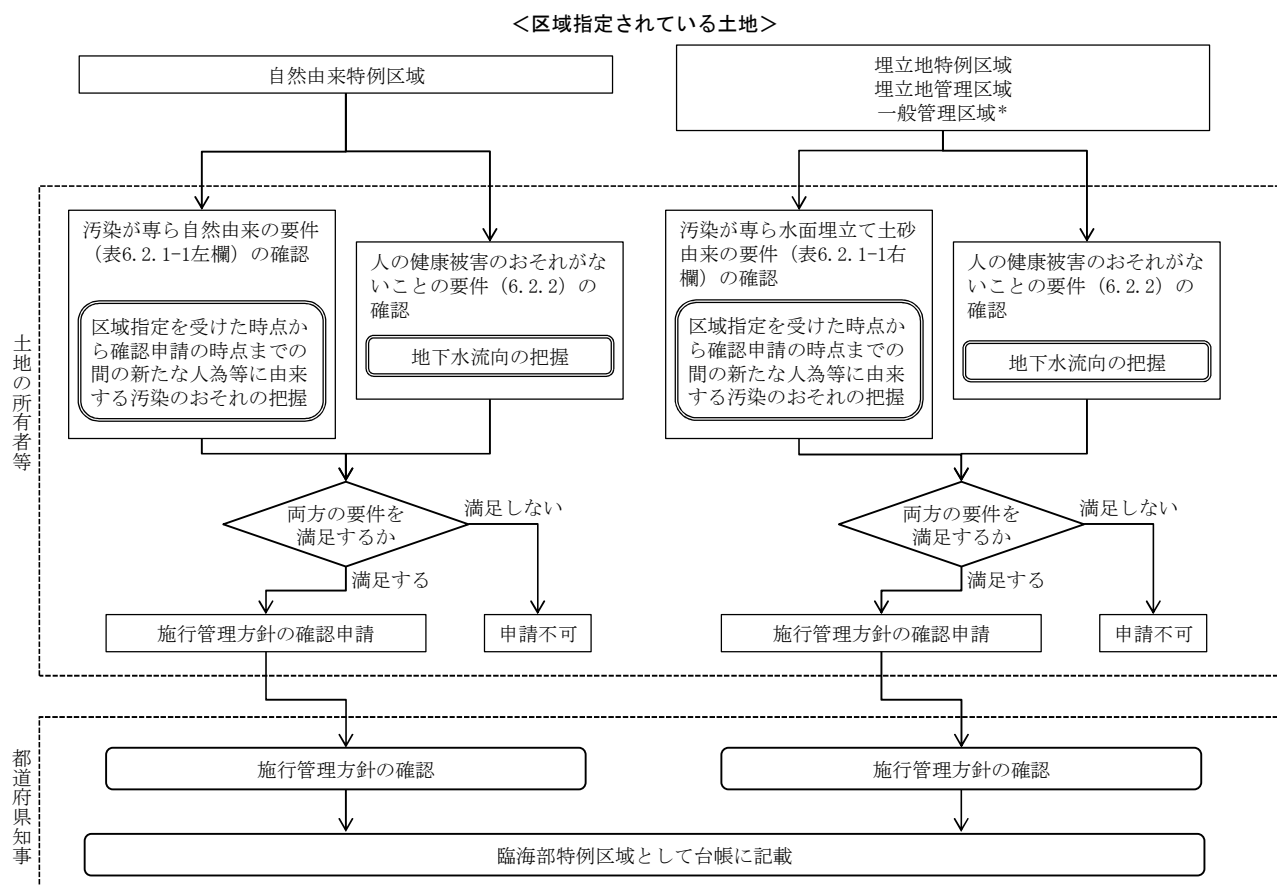 ＜区域指定されている土地＞
自然由来特例区域
埋立地特例区域
埋立地管理区域
一般管理区域*
土地の所有者等
汚染が専ら自然由来の要件
（表6.2.1-1左欄）の確認
区域指定を受けた時点か
ら確認申請の時点までの
間の新たな人為等に由来
する汚染のおそれの把握
人の健康被害のおそれがな
いことの要件（6.2.2）の
確認
地下水流向の把握
汚染が専ら水面埋立て土砂
由来の要件（表6.2.1-1右
欄）の確認
区域指定を受けた時点か
ら確認申請の時点までの
間の新たな人為等に由来
する汚染のおそれの把握
人の健康被害のおそれがな
いことの要件（6.2.2）の
確認
地下水流向の把握
両方の要件を
満足するか
満足しない
満足する
施行管理方針の確認申請
申請不可
両方の要件を
満足するか
満足しない
満足する
施行管理方針の確認申請
申請不可
都道府県知事
施行管理方針の確認
施行管理方針の確認
臨海部特例区域として台帳に記載